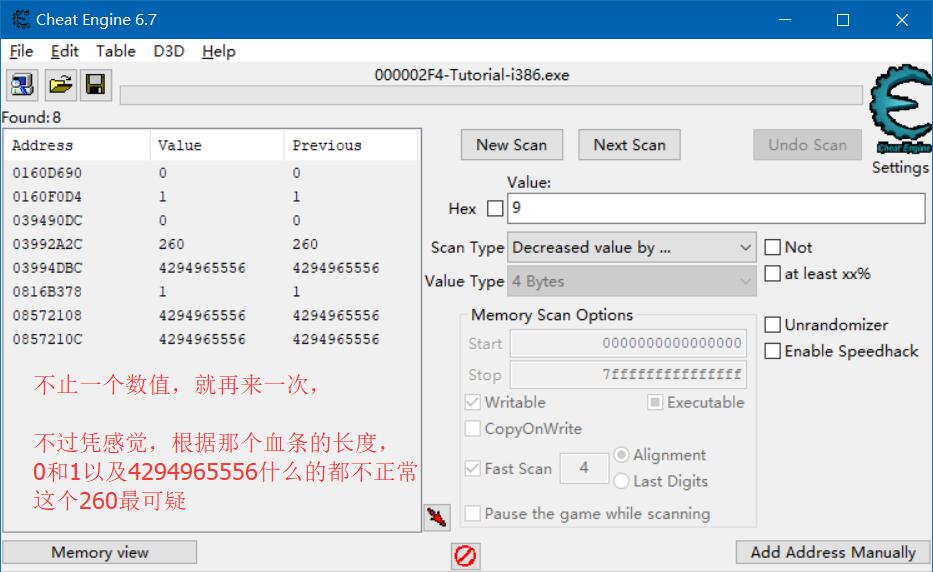 Cheat Engine 6.7
File Edit Table D3D Help
000002F4-Tutorial-i386.exe
Found: 8
Address Value Previous
0160D690 0 0
0160F0D4 1 1
039490DC 0 0
03992A2C 260 260
03994DBC 4294965556 4294965556
0816B378 1 1
08572108 4294965556 4294965556
0857210C 4294965556 4294965556
不止一个数值，就再来一次，
不过凭感觉，根据那个血条的长度，
0和1以及4294965556什么的都不正常
这个260最可疑
New Scan Next Scan Undo Scan
Cheat Engine
Settings
Value:
Hex 9
Scan Type Decreased value by ... Not
Value Type 4 Bytes at least xx%
Memory Scan Options
Start 0000000000000000
Stop 7fffffffffffffff
Writable Executable
CopyOnWrite
Fast Scan 4 Alignment
Last Digits
Pause the game while scanning
Unrandomizer
Enable Speedhack
Memory view Add Address Manually